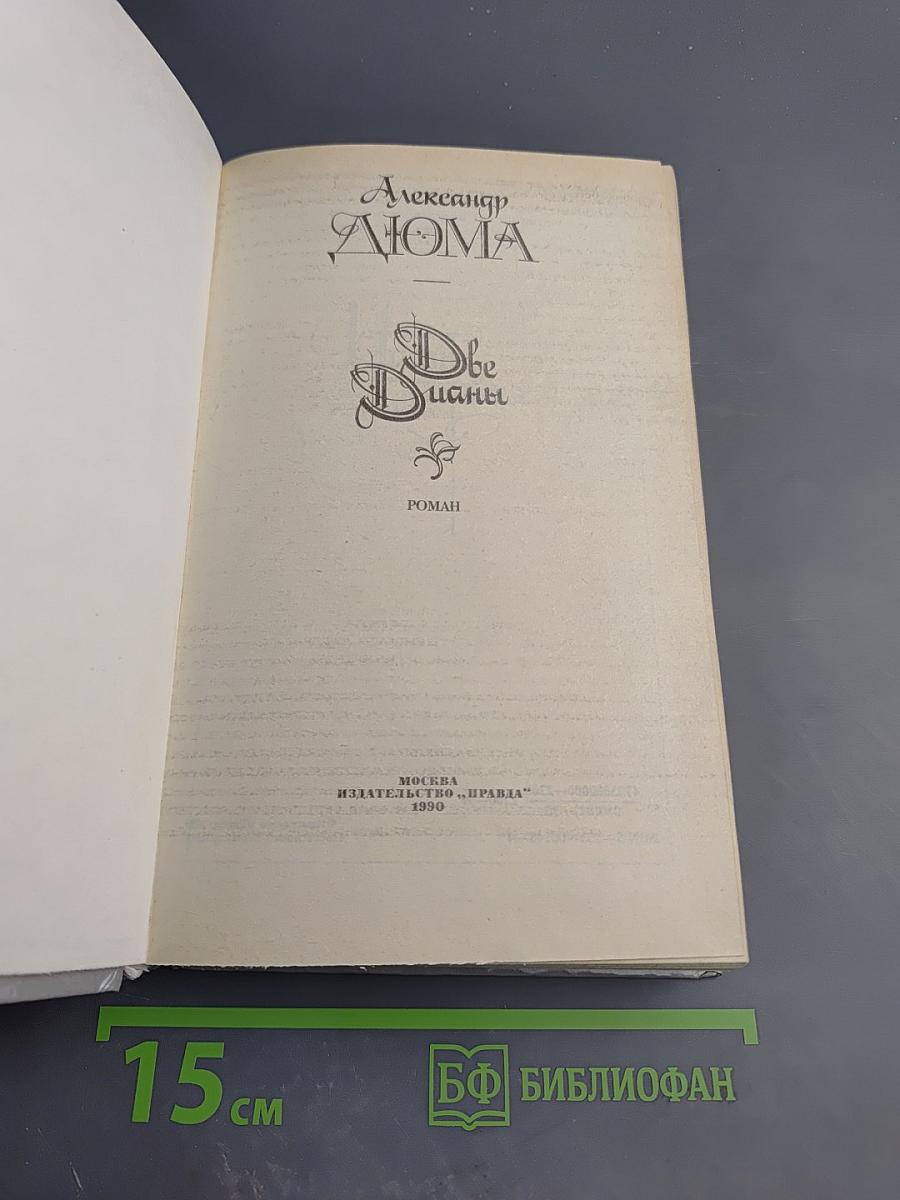 Александр
ДЮМА
Две
Дианы
РОМАН
МОСКВА
ИЗДАТЕЛЬСТВО „ПРАВДА"
1990
15 см
БФ БИБЛИОФАН